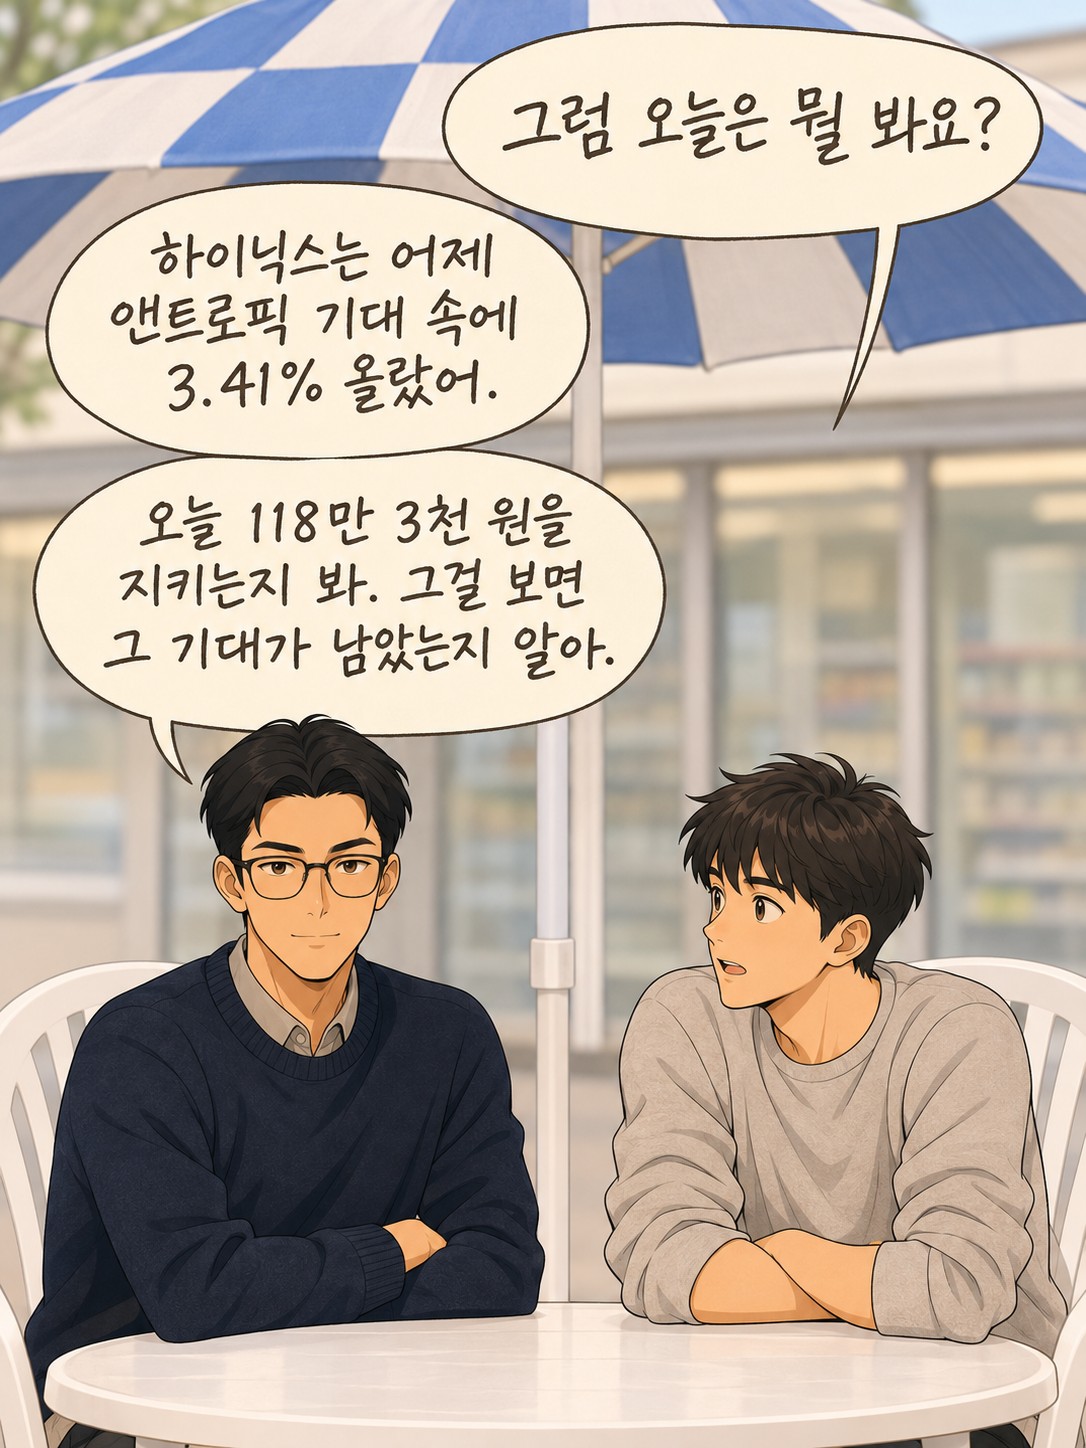 그럼 오늘은 뭘 봐요?
하이닉스는 어제
앤트로픽 기대 속에
3.41% 올랐어.
오늘 118만 3천 원을
지키는지 봐. 그걸 보면
그 기대가 남았는지 알아.